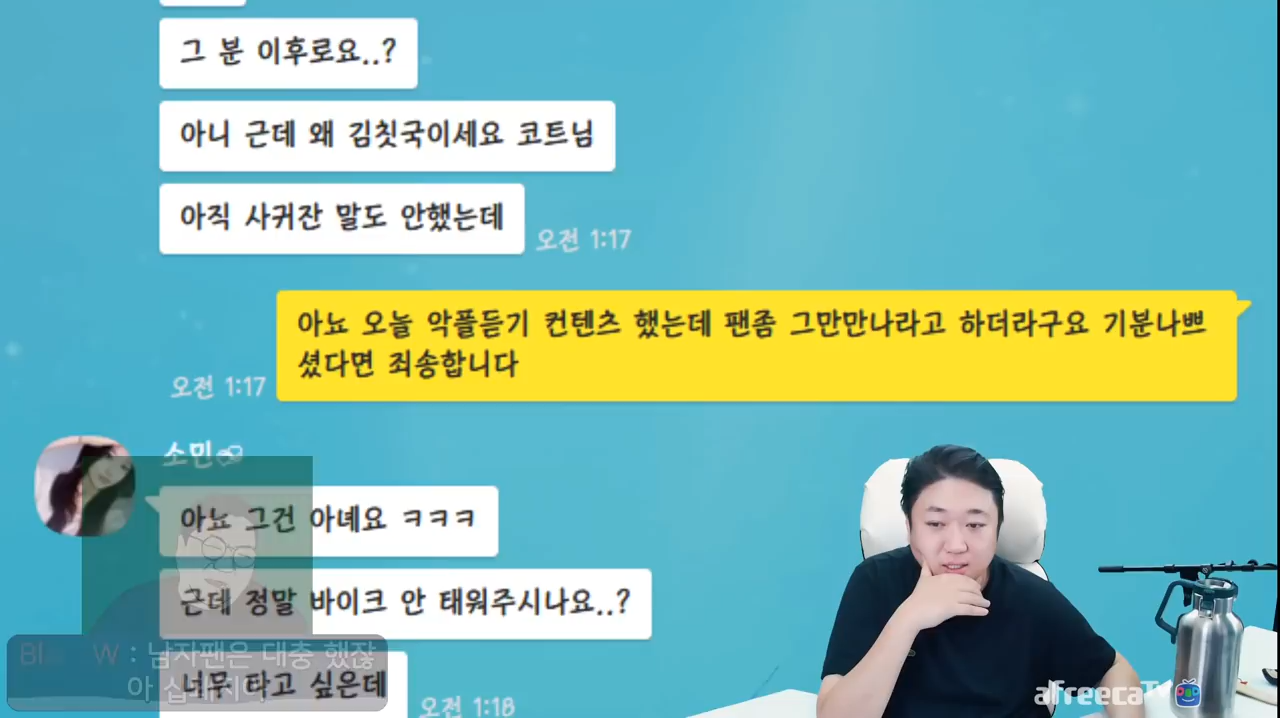 그 분 이후로요..?
아니 근데 왜 김칫국이세요 코트님
아직 사귀잔 말도 안했는데
오전 1:17
아뇨 오늘 악플듣기 컨텐츠 했는데 팬좀 그만만나라고 하더라구요 기분나쁘
셨다면 죄송합니다
오전 1:17
소민
아뇨 그건 아녜요 ㅋㅋㅋ
근데 정말 바이크 안 태워주시나요..?
너무 타고 싶은데
오전 1:18
W : 남자팬은 대충 했잖
아
afreecaTV